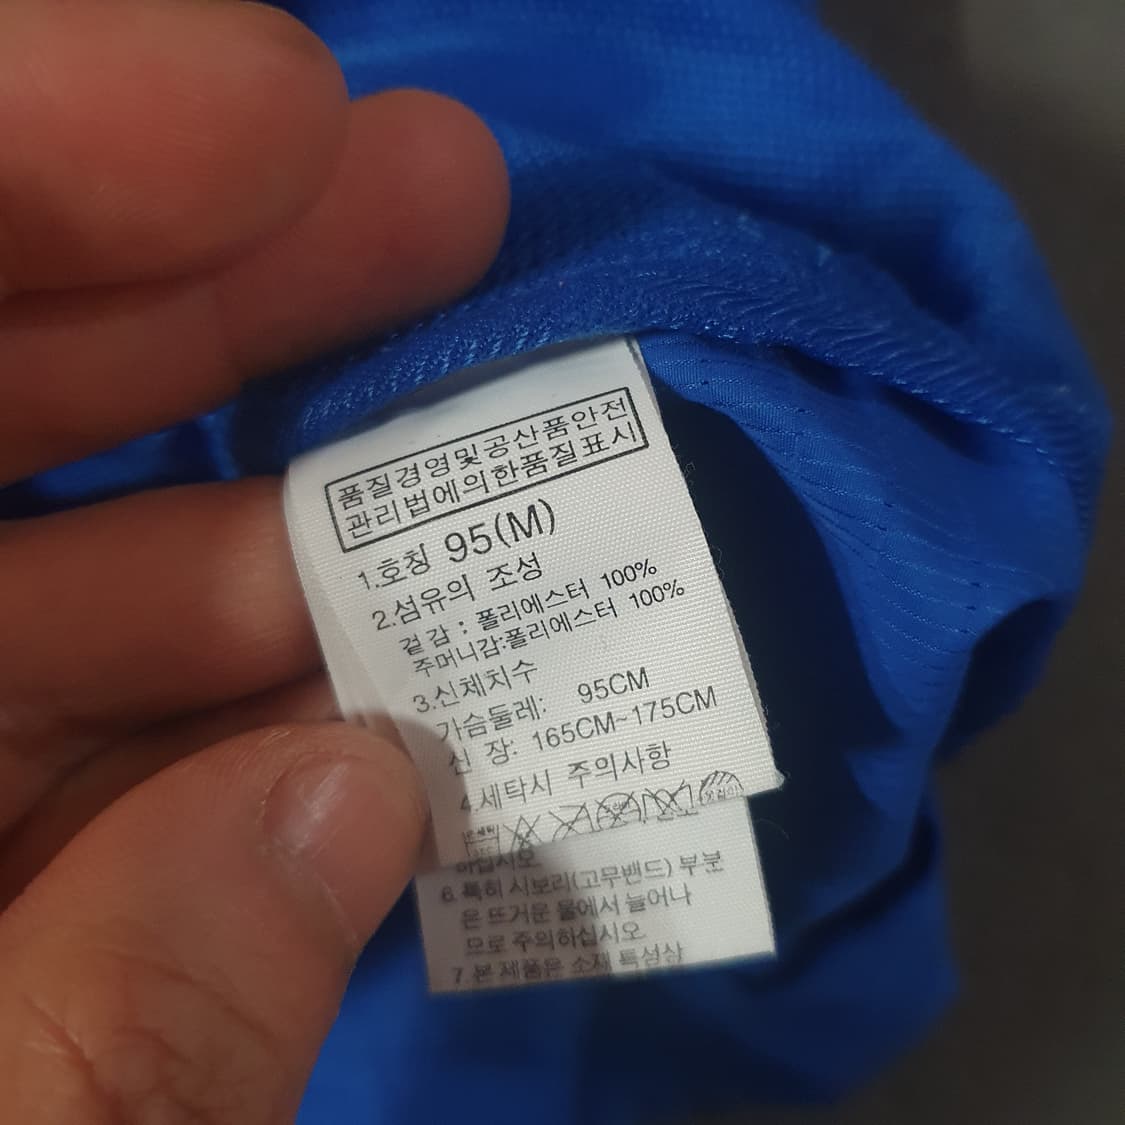 품질경영및공산품안전
관리법에의한품질표시
1.호칭 95(M)
2.섬유의 조성
겉감 : 폴리에스터 100%
주머니감:폴리에스터 100%
3.신체치수
가슴둘레: 95CM
신 장: 165CM~175CM
4.세탁시 주의사항
하십시오
6.특히 시보리(고무밴드) 부분
은 뜨거운 물에서 늘어나
므로 주의하십시오.
7.본 제품은 소재 특성상